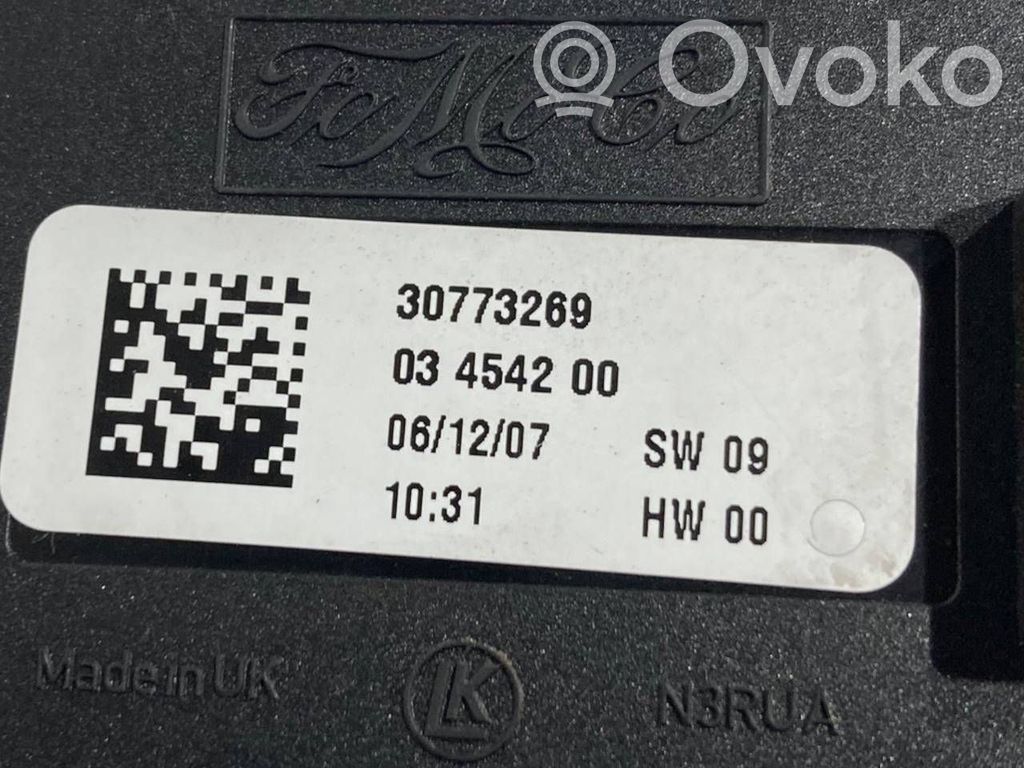 FoMoCo
Ovoko
30773269
03 4542 00
06/12/07 SW 09
10:31 HW 00
Made in UK LK N3RU A